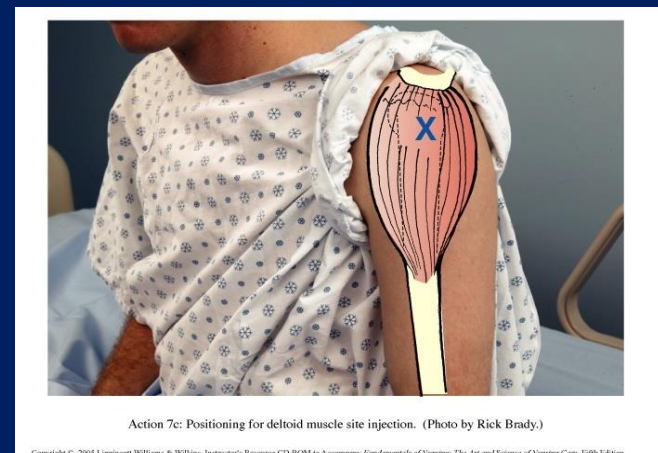 X
Action 7c: Positioning for deltoid muscle site injection. (Photo by Rick Brady.)
Copyright © 2005 Lippincott Williams & Wilkins. Instructor's Resource CD-ROM to Accompany Fundamentals of Nursing: The Art and Science of Nursing Care, Fifth Edition